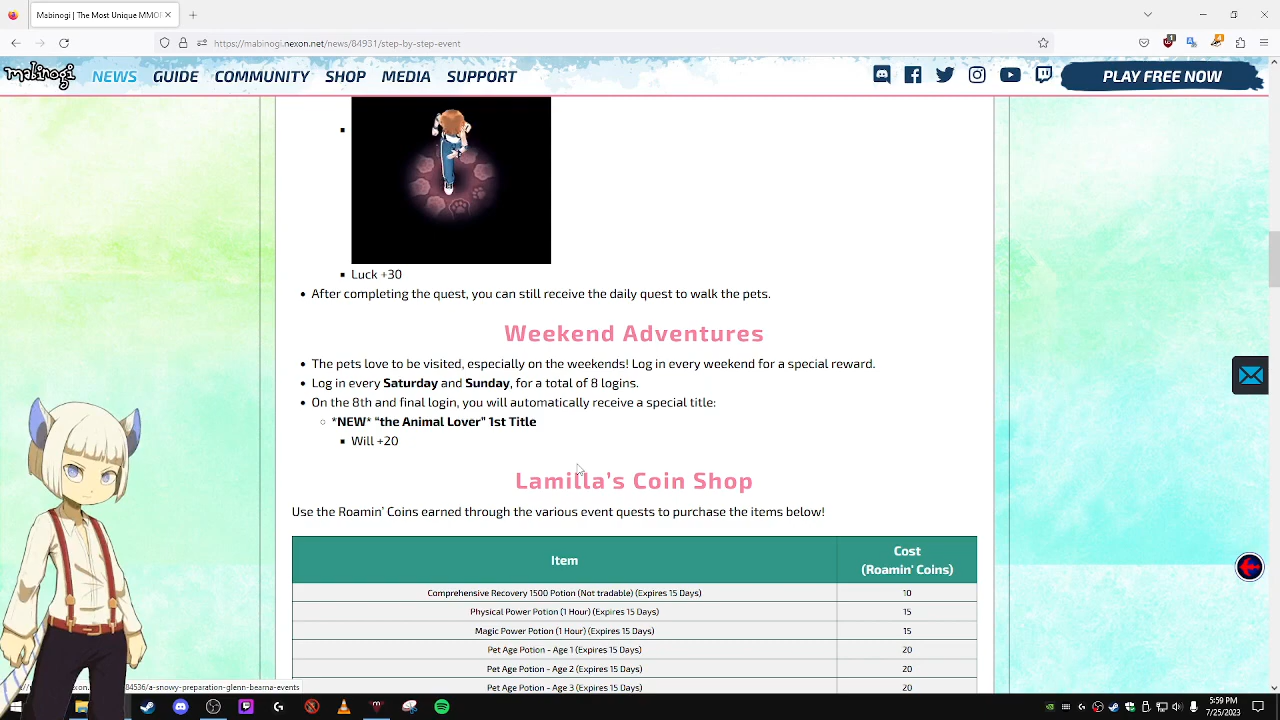 Mabinogi | The Most Unique MMOR
https://mabinogi.nexon.net/news/84931/step-by-step-event
mabinogi NEWS GUIDE COMMUNITY SHOP MEDIA SUPPORT PLAY FREE NOW
Luck +30
After completing the quest, you can still receive the daily quest to walk the pets.
Weekend Adventures
The pets love to be visited, especially on the weekends! Log in every weekend for a special reward.
Log in every Saturday and Sunday, for a total of 8 logins.
On the 8th and final login, you will automatically receive a special title:
*NEW* “the Animal Lover” 1st Title
Will +20
Lamilla’s Coin Shop
Use the Roamin’ Coins earned through the various event quests to purchase the items below!
Item
Cost
(Roamin' Coins)
Comprehensive Recovery 1500 Potion (Not tradable) (Expires 15 Days) 10
Physical Power Potion (1 Hour) (Expires 15 Days) 15
Magic Power Potion (1 Hour) (Expires 15 Days) 15
Pet Age Potion - Age 1 (Expires 15 Days) 20
Pet Age Potion - Age 2 (Expires 15 Days) 20
Pet Age Potion - Age 3 (Expires 15 Days) 20
84536/a-snowy-preparation-glenn-bearna-events
5:59 PM
7/25/2023